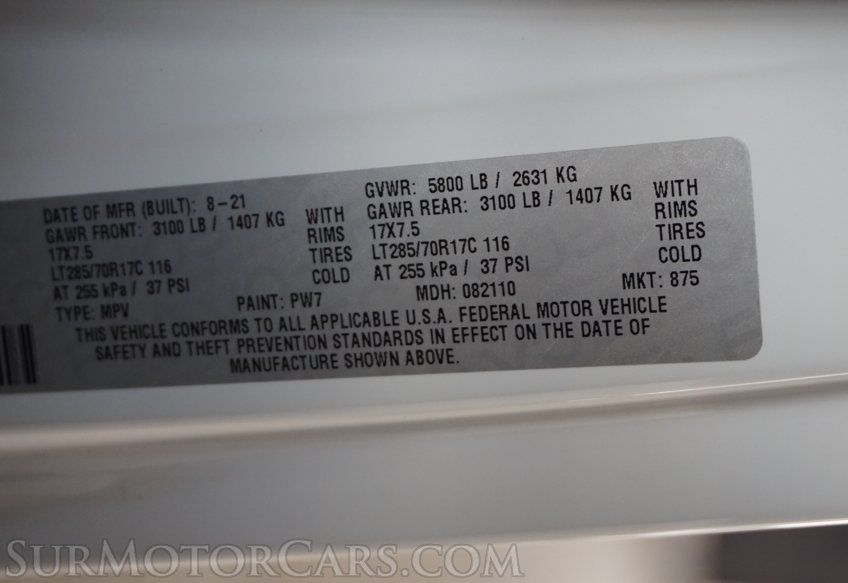 DATE OF MFR (BUILT): 8-21 GVWR: 5800 LB / 2631 KG
GAWR FRONT: 3100 LB / 1407 KG WITH GAWR REAR: 3100 LB / 1407 KG WITH
17X7.5 RIMS 17X7.5 RIMS
LT285/70R17C 116 TIRES LT285/70R17C 116 TIRES
AT 255 kPa / 37 PSI COLD AT 255 kPa / 37 PSI COLD
TYPE: MPV PAINT: PW7 MDH: 082110 MKT: 875
THIS VEHICLE CONFORMS TO ALL APPLICABLE U.S.A. FEDERAL MOTOR VEHICLE
SAFETY AND THEFT PREVENTION STANDARDS IN EFFECT ON THE DATE OF
MANUFACTURE SHOWN ABOVE.
SURMOTORCARS.COM